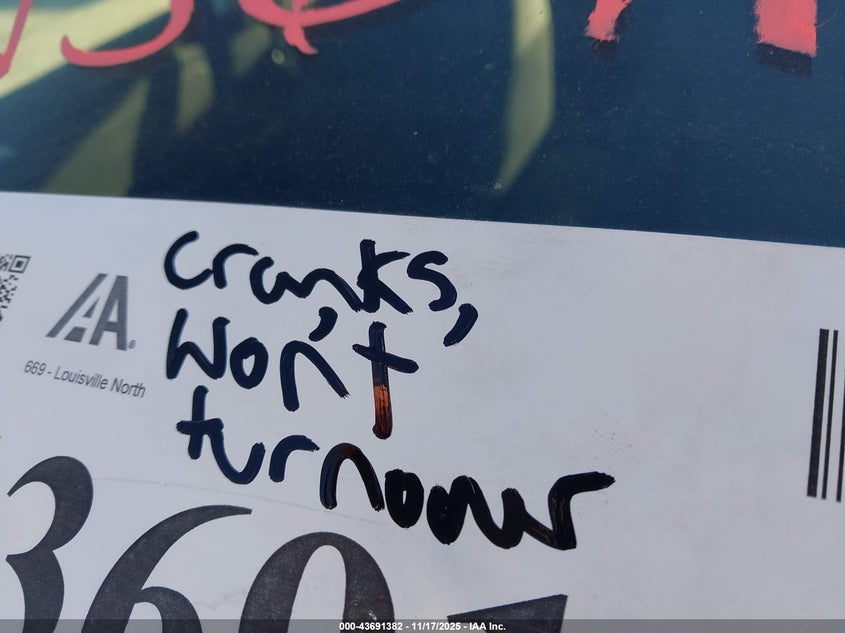 IAA
669 - Louisville North
cranks,
won't
turnover
360
000-43691382 - 11/17/2025 - IAA Inc.